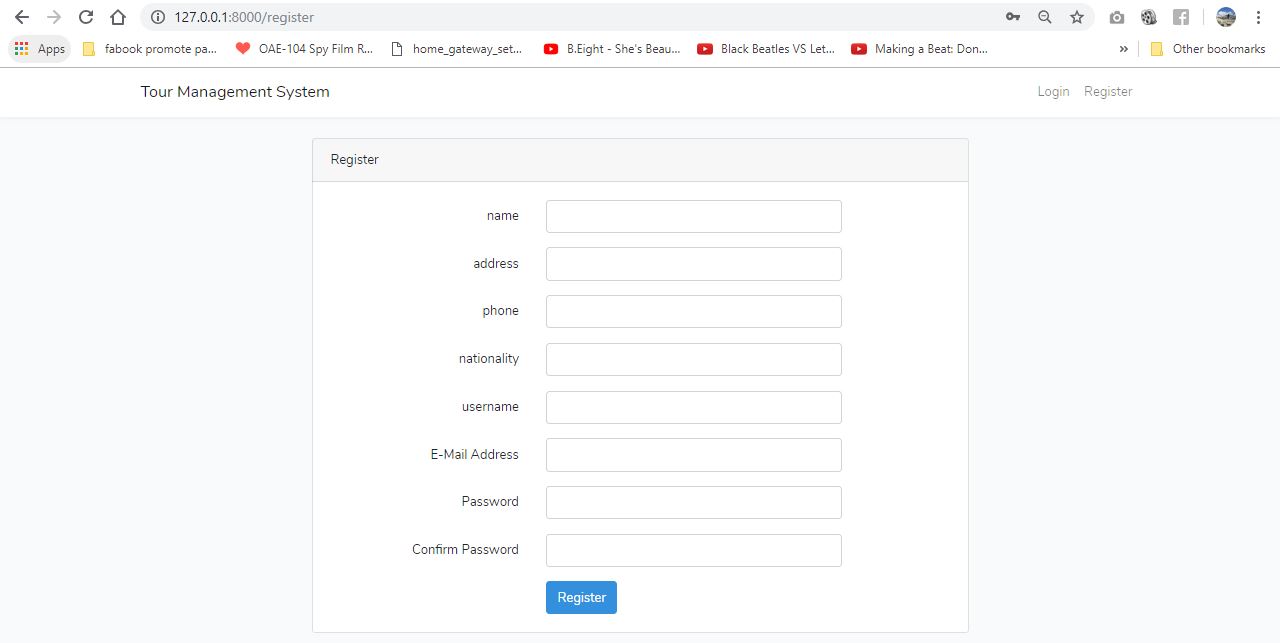 127.0.0.1:8000/register
Apps fabook promote pa... OAE-104 Spy Film R... home_gateway_set... B.Eight - She's Beau... Black Beatles VS Let... Making a Beat: Don... » Other bookmarks
Tour Management System Login Register
Register
name
address
phone
nationality
username
E-Mail Address
Password
Confirm Password
Register